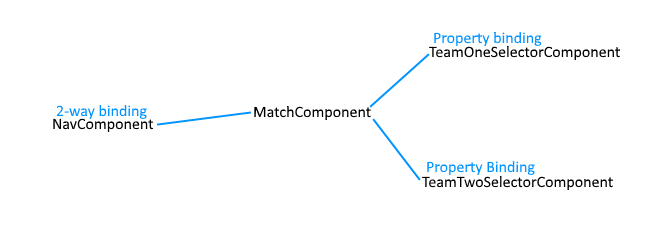 2-way binding
NavComponent
MatchComponent
Property binding
TeamOneSelectorComponent
Property Binding
TeamTwoSelectorComponent